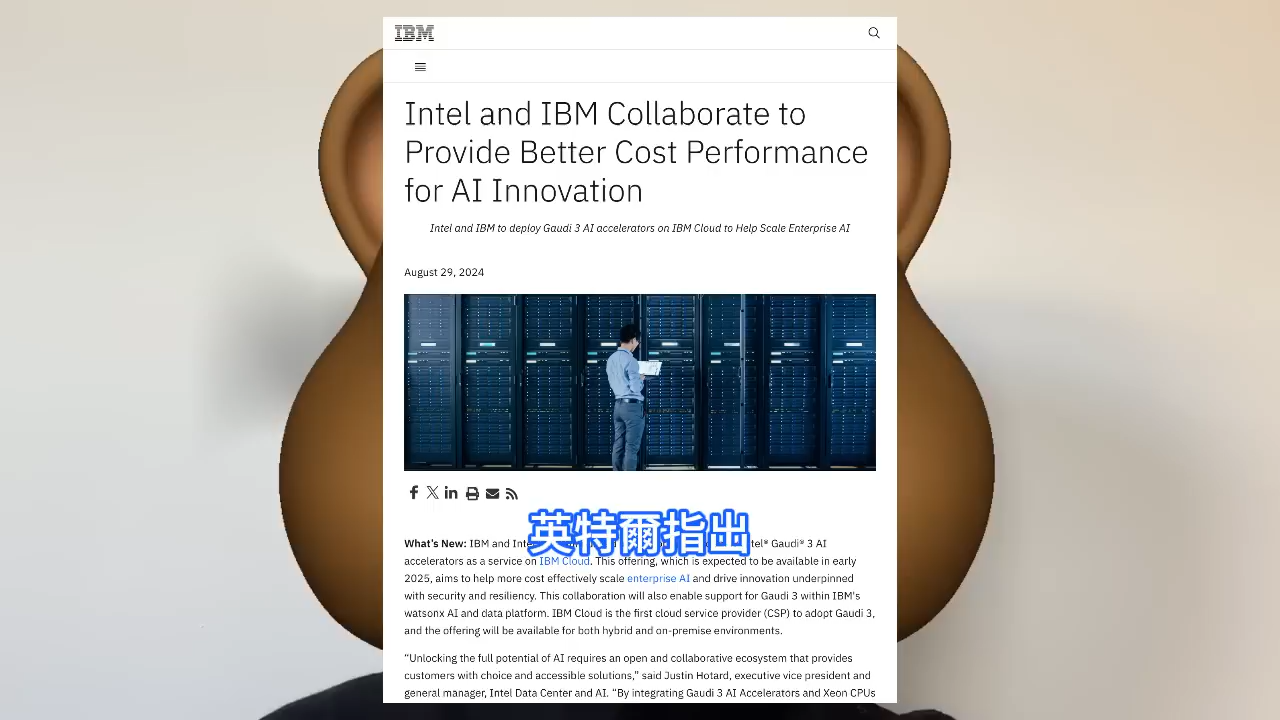 IBM
Intel and IBM Collaborate to
Provide Better Cost Performance
for AI Innovation
Intel and IBM to deploy Gaudi 3 AI accelerators on IBM Cloud to Help Scale Enterprise AI
August 29, 2024
英特爾指出
What's New: IBM and Gaudi® 3 AI
accelerators as a service on IBM Cloud. This offering, which is expected to be available in early
2025, aims to help more cost effectively scale enterprise AI and drive innovation underpinned
with security and resiliency. This collaboration will also enable support for Gaudi 3 within IBM's
watsonx AI and data platform. IBM Cloud is the first cloud service provider (CSP) to adopt Gaudi 3,
and the offering will be available for both hybrid and on-premise environments.
“Unlocking the full potential of AI requires an open and collaborative ecosystem that provides
customers with choice and accessible solutions,” said Justin Hotard, executive vice president and
general manager, Intel Data Center and AI. “By integrating Gaudi 3 AI Accelerators and Xeon CPUs